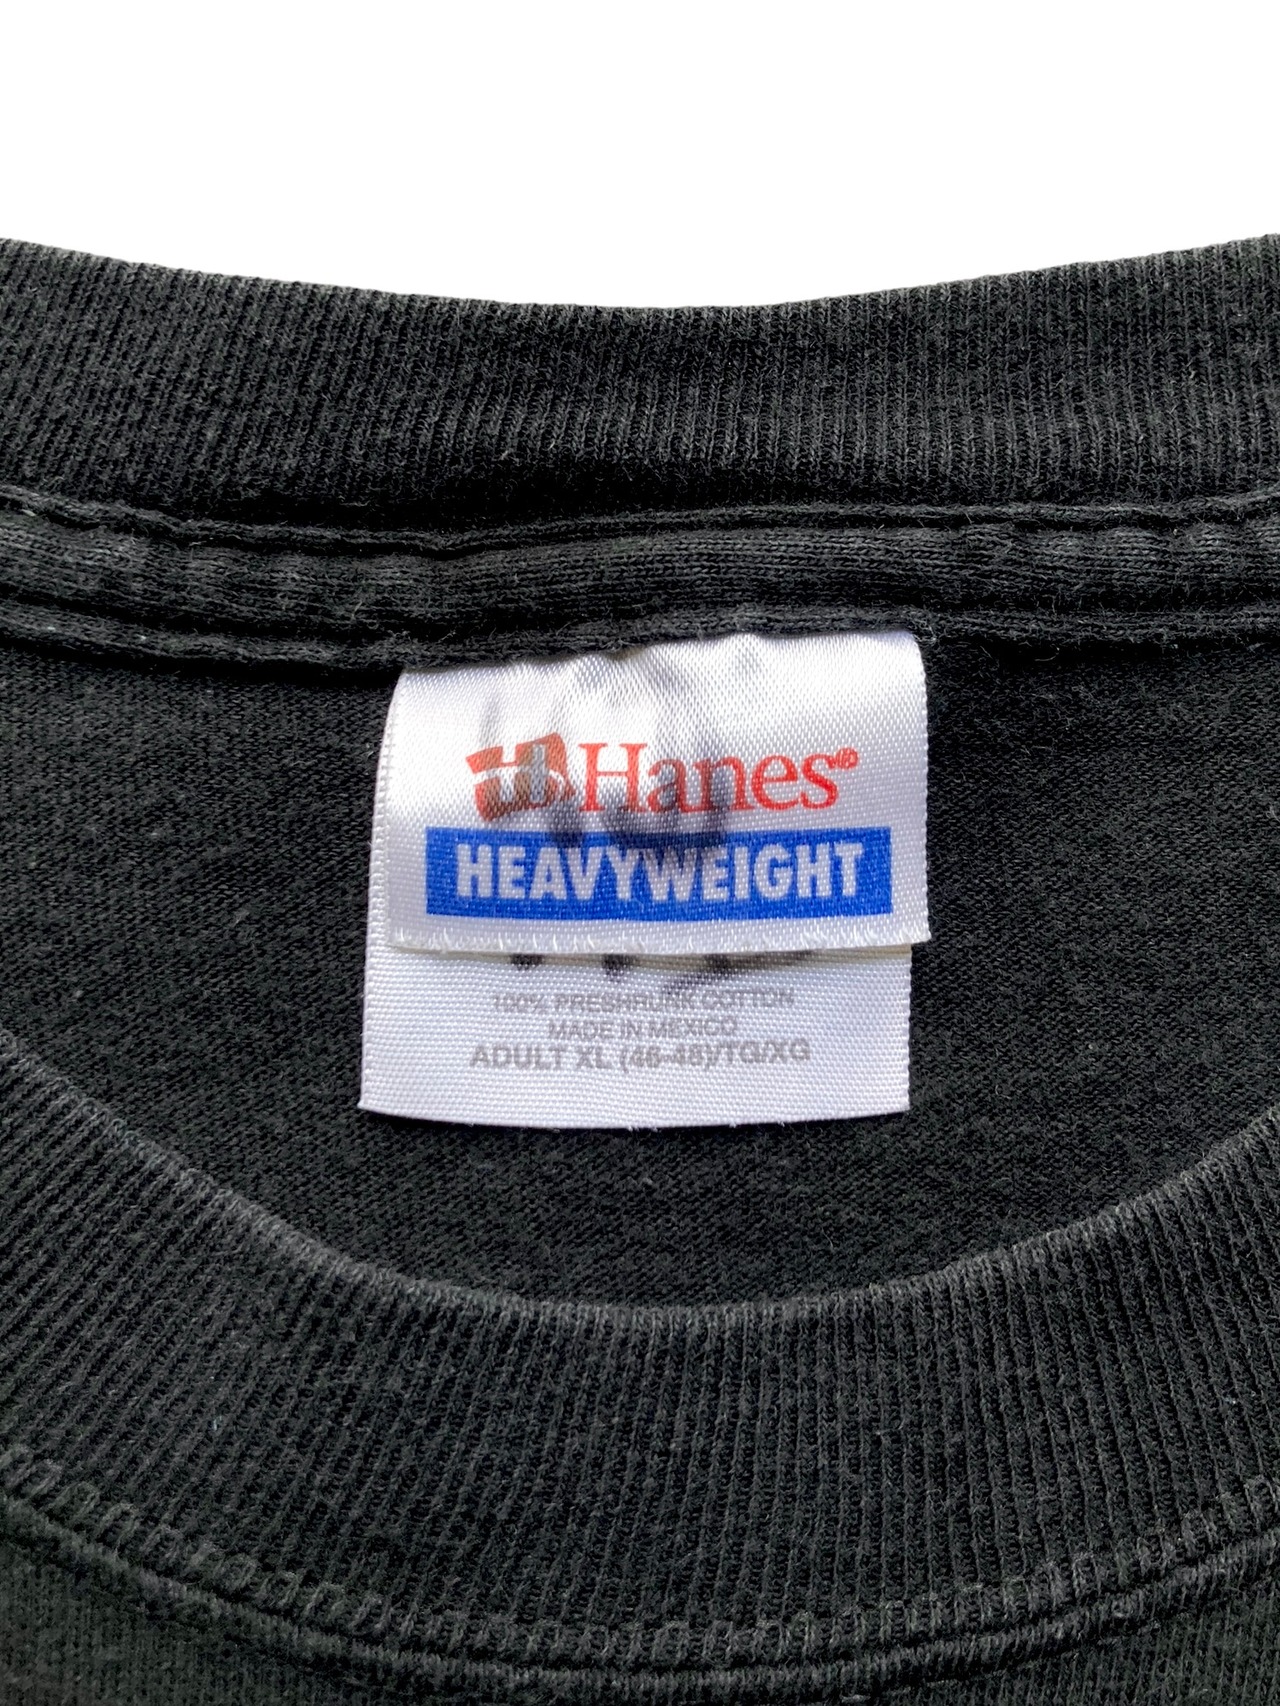 Hanes®
HEAVYWEIGHT
100% PRESHRUNK COTTON
MADE IN MEXICO
ADULT XL (46-48)/TG/XG